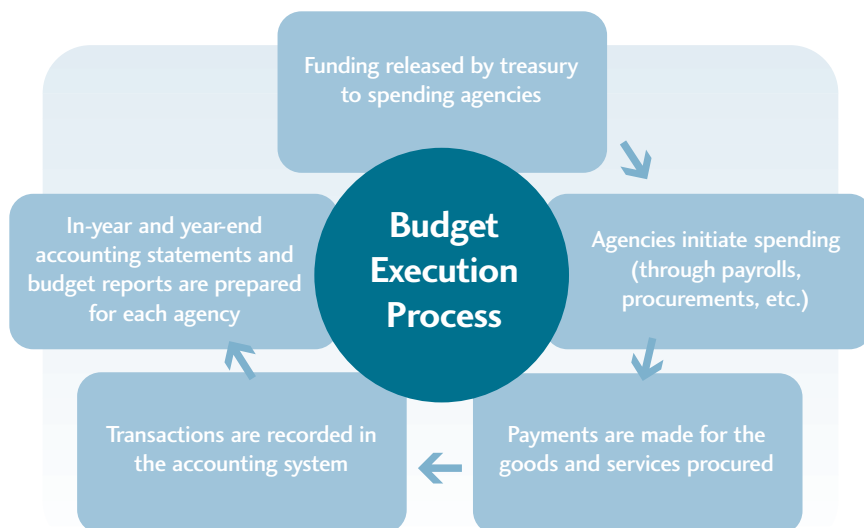 Funding released by treasury
to spending agencies
Budget
Execution
Process
Agencies initiate spending
(through payrolls,
procurements, etc.)
Payments are made for the
goods and services procured
Transactions are recorded in
the accounting system
In-year and year-end
accounting statements and
budget reports are prepared
for each agency